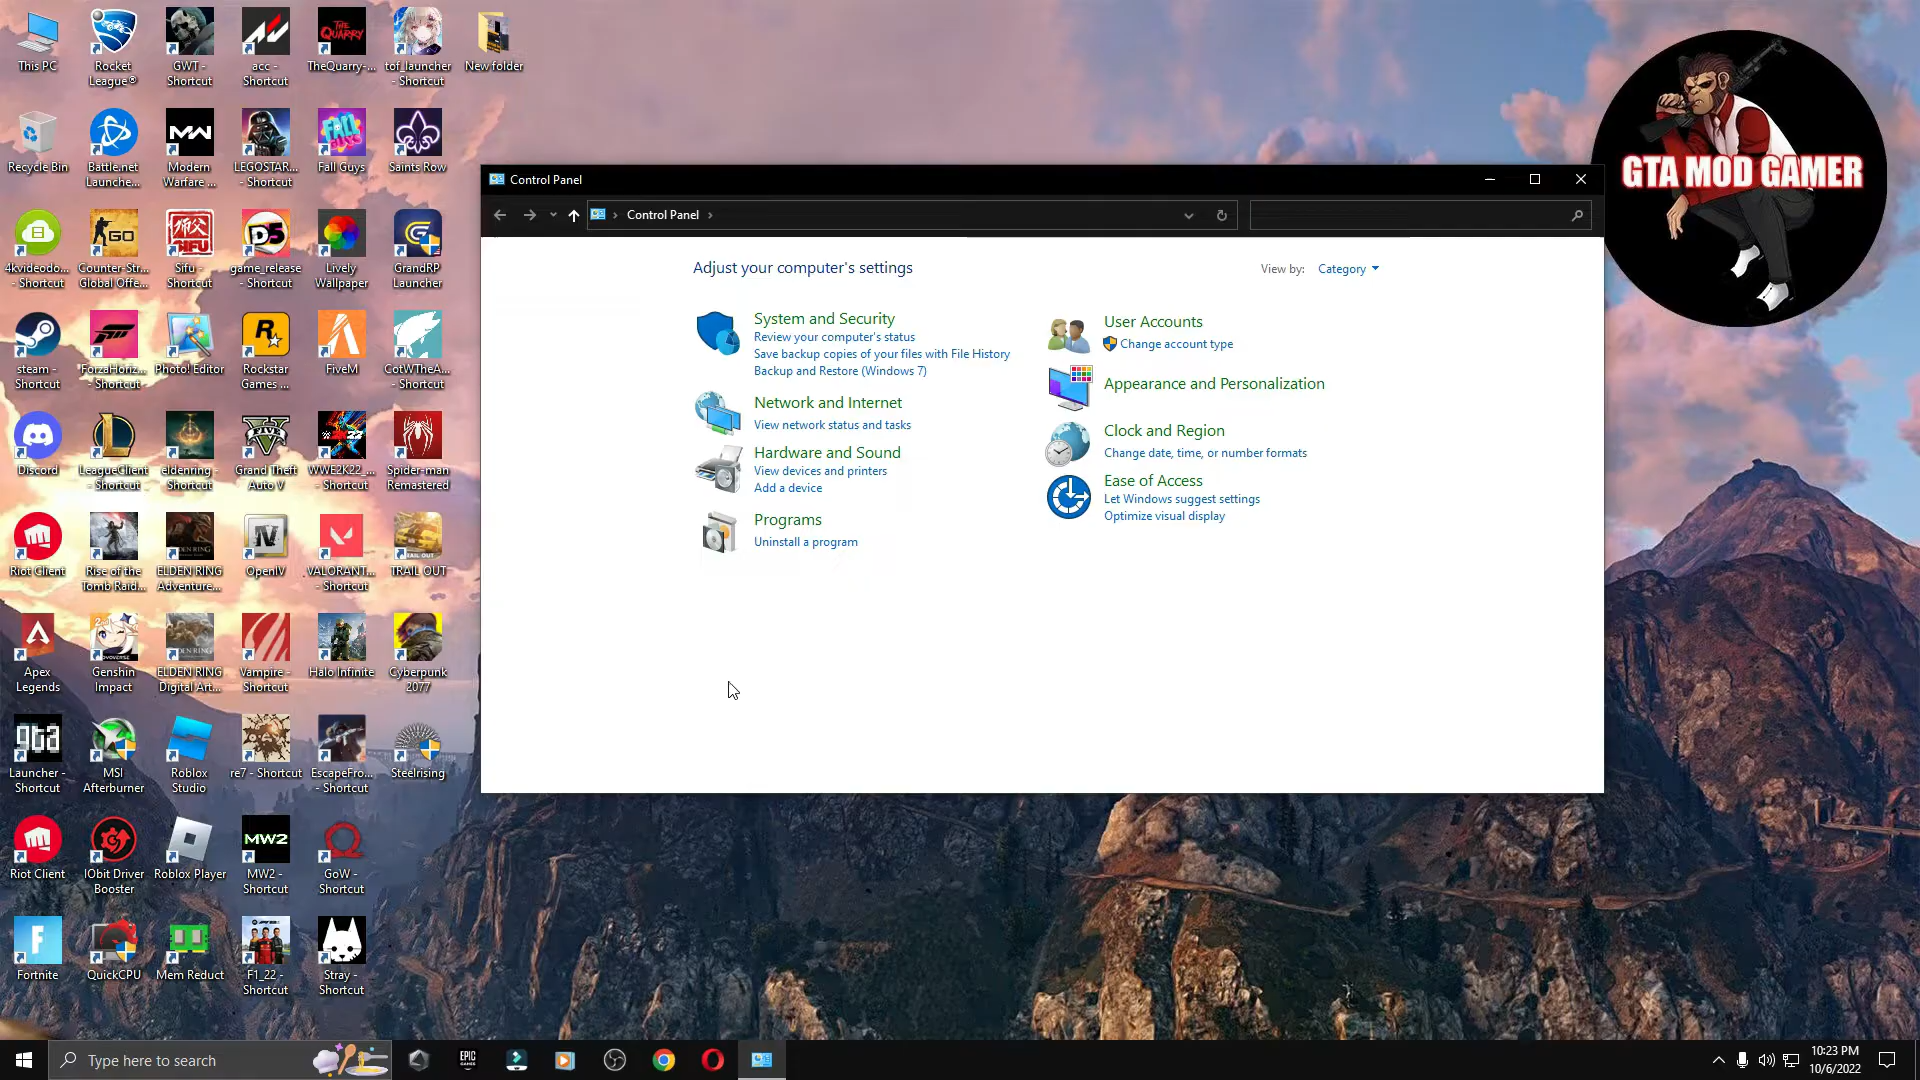 This PC
Rocket
League®
GWT -
Shortcut
acc -
Shortcut
TheQuarry-...
tof_launcher
- Shortcut
New folder
Recycle Bin
Battle.net
Launche...
Modern
Warfare ...
LEGOSTAR...
- Shortcut
Fall Guys
Saints Row
4kvideodo...
- Shortcut
Counter-Str...
Global Offe...
Sifu -
Shortcut
game_release
- Shortcut
Lively
Wallpaper
GrandRP
Launcher
steam -
Shortcut
ForzaHoriz...
- Shortcut
Photo! Editor
Rockstar
Games ...
FiveM
CotWTheA...
- Shortcut
Discord
LeagueClient
- Shortcut
eldenring -
Shortcut
Grand Theft
Auto V
WWE2K22_...
- Shortcut
Spider-man
Remastered
Riot Client
Rise of the
Tomb Raid...
ELDEN RING
Adventure...
OpenIV
VALORANT...
- Shortcut
TRAIL OUT
Apex
Legends
Genshin
Impact
ELDEN RING
Digital Art...
Vampire -
Shortcut
Halo Infinite
Cyberpunk
2077
Launcher -
Shortcut
MSI
Afterburner
Roblox
Studio
re7 - Shortcut
EscapeFro...
- Shortcut
Steelrising
Riot Client
IObit Driver
Booster
Roblox Player
MW2 -
Shortcut
GoW -
Shortcut
Fortnite
QuickCPU
Mem Reduct
F1_22 -
Shortcut
Stray -
Shortcut
Control Panel
Control Panel
Adjust your computer's settings
View by: Category
System and Security
Review your computer's status
Save backup copies of your files with File History
Backup and Restore (Windows 7)
Network and Internet
View network status and tasks
Hardware and Sound
View devices and printers
Add a device
Programs
Uninstall a program
User Accounts
Change account type
Appearance and Personalization
Clock and Region
Change date, time, or number formats
Ease of Access
Let Windows suggest settings
Optimize visual display
GTA MOD GAMER
Type here to search
10:23 PM
10/6/2022